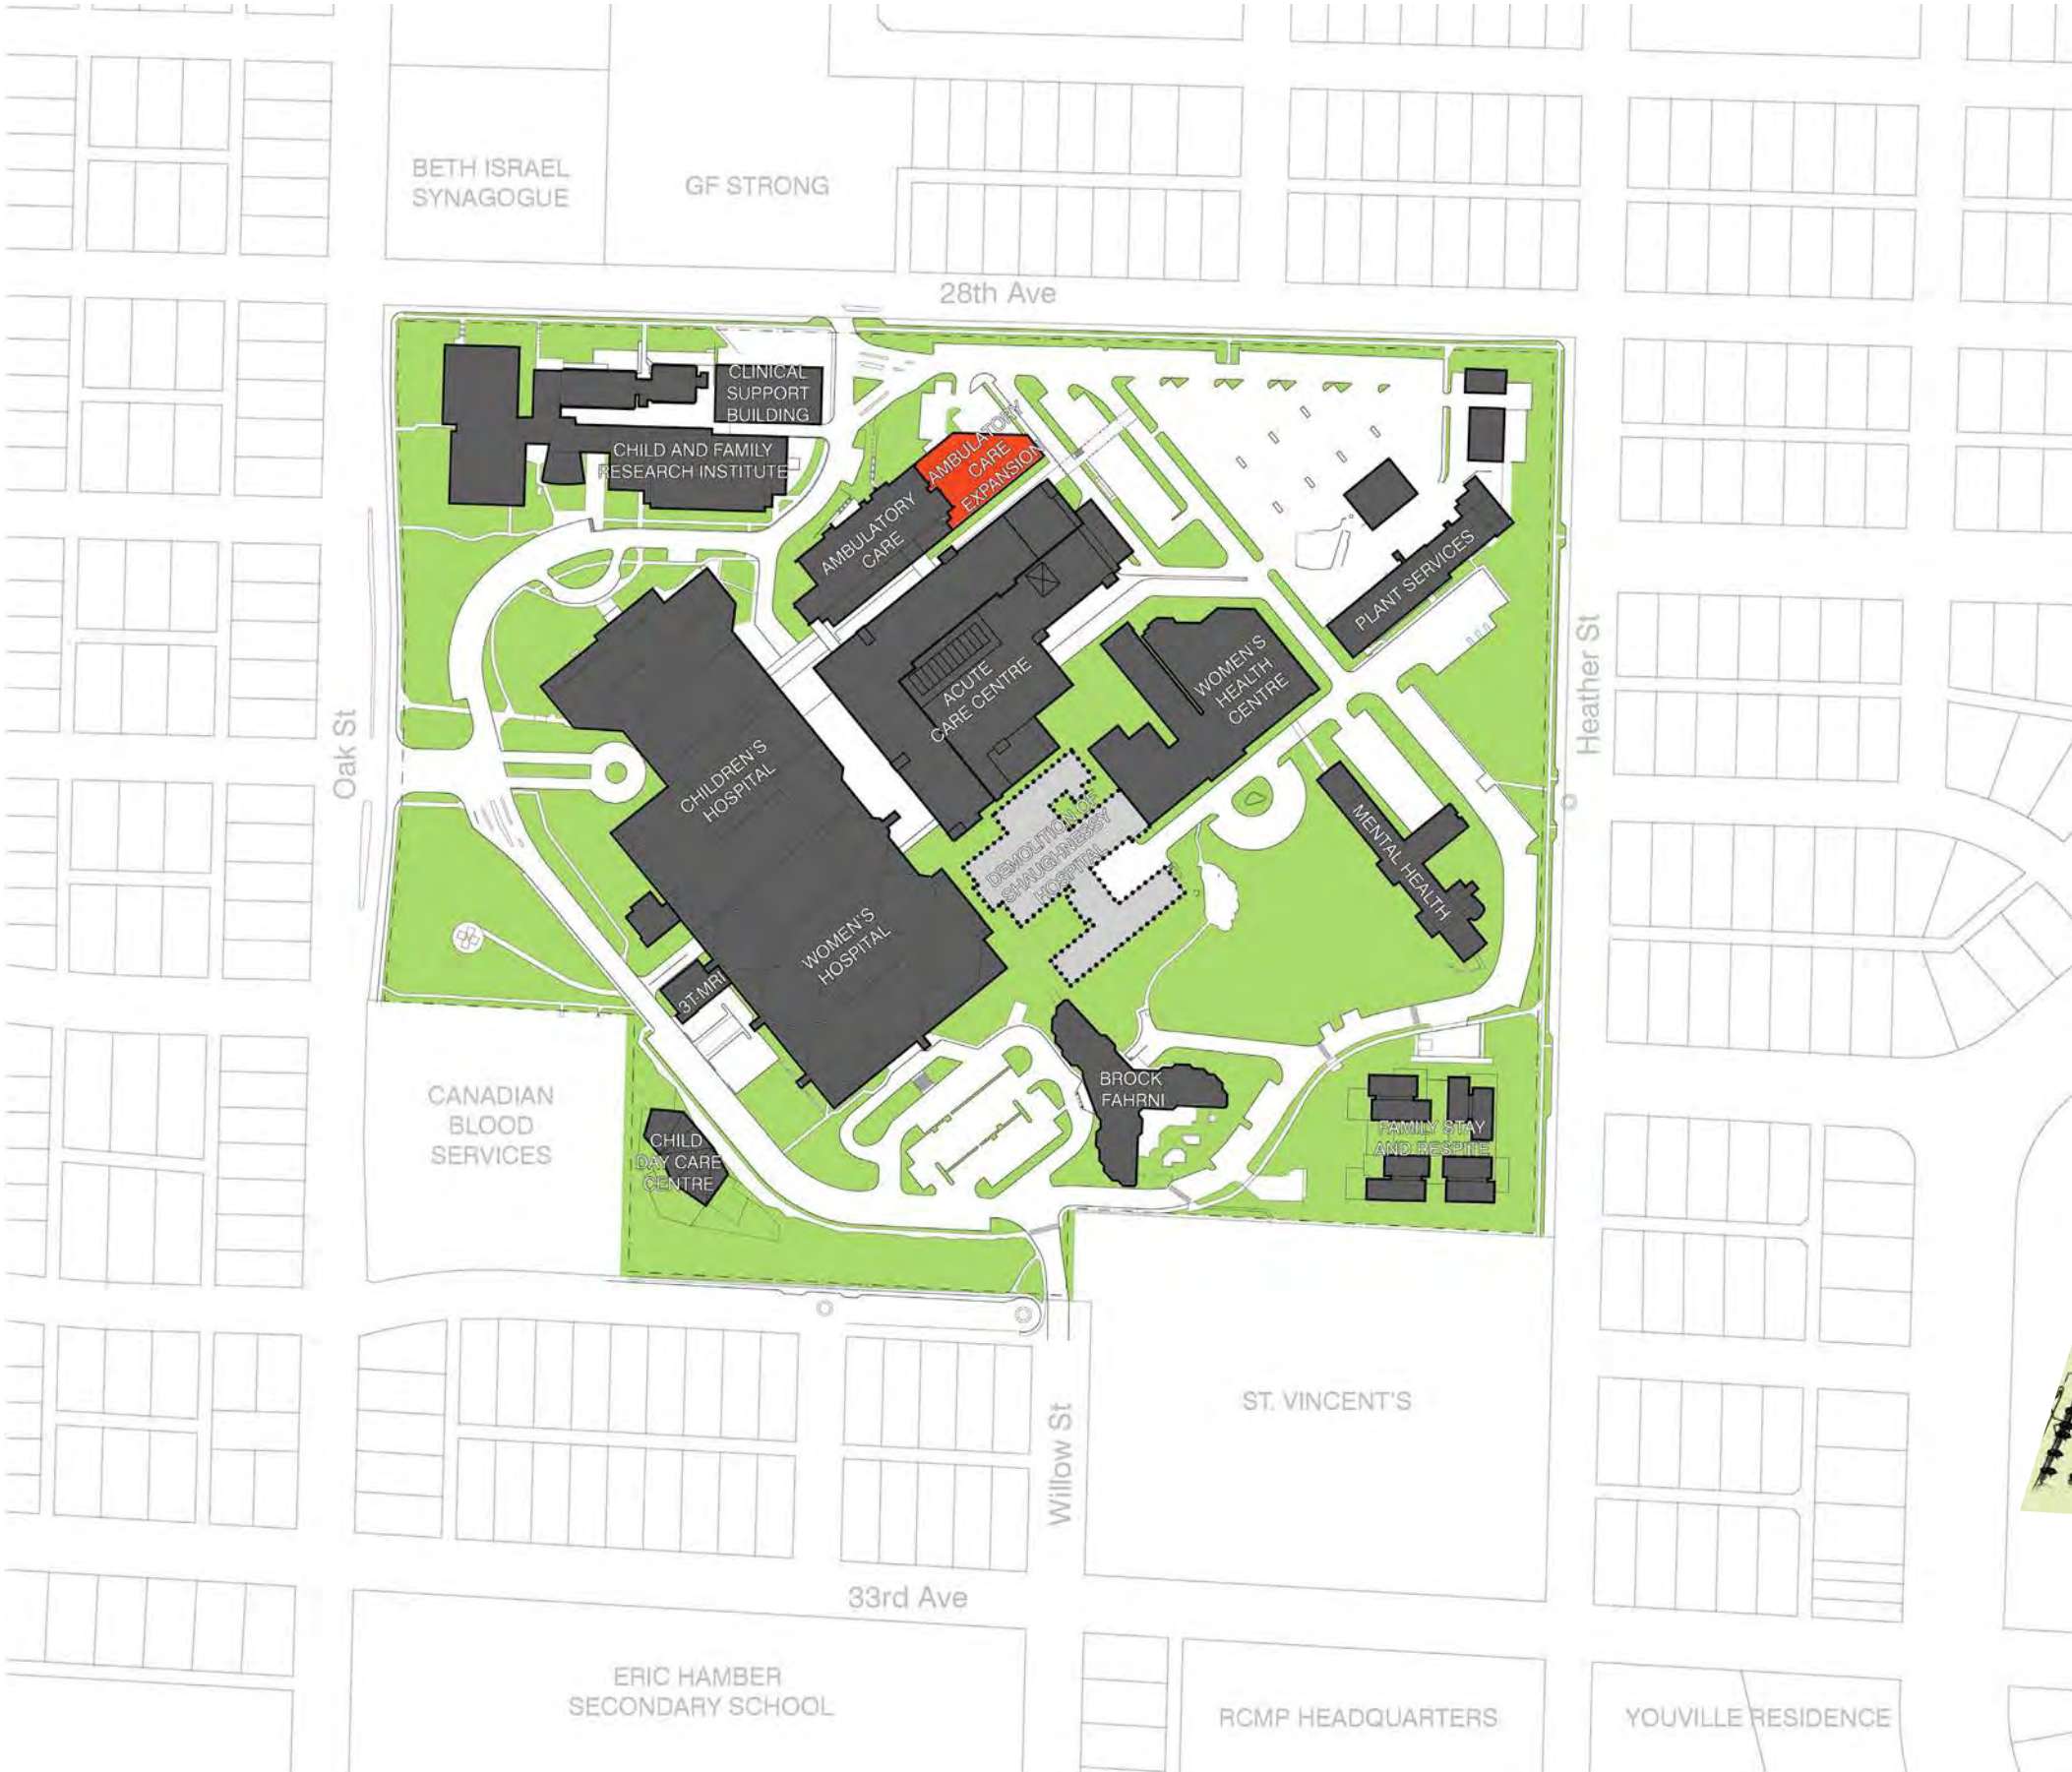 BETH ISRAEL
SYNAGOGUE
GF STRONG
28th Ave
CLINICAL
SUPPORT
BUILDING
CHILD AND FAMILY
RESEARCH INSTITUTE
AMBULATORY
CARE
EXPANSION
AMBULATORY
CARE
PLANT SERVICES
ACUTE
CARE CENTRE
WOMEN'S
HEALTH
CENTRE
Oak St
Heather St
CHILDREN'S
HOSPITAL
DEMOLITION OF
SHAUGHNESSY
HOSPITAL
MENTAL HEALTH
WOMEN'S
HOSPITAL
3T-MRI
BROCK
FAHRNI
CANADIAN
BLOOD
SERVICES
CHILD
DAY CARE
CENTRE
FAMILY STAY
AND RESPITE
ST. VINCENT'S
Willow St
33rd Ave
ERIC HAMBER
SECONDARY SCHOOL
RCMP HEADQUARTERS
YOUVILLE RESIDENCE